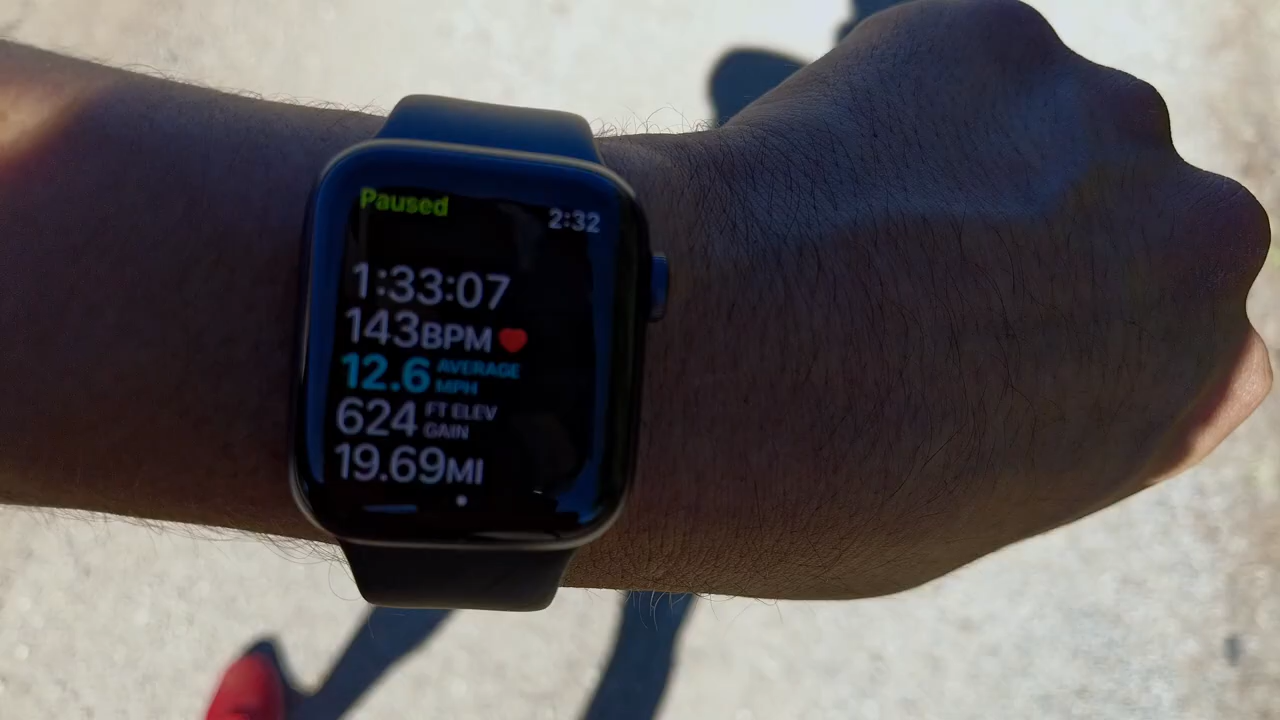 Paused
2:32
1:33:07
143BPM
12.6 AVERAGE MPH
624 FT ELEV GAIN
19.69MI